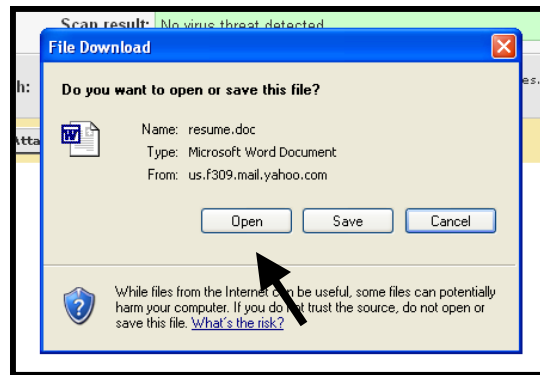 Scan result: No virus threat detected
File Download
h:
es.
Do you want to open or save this file?
Atta
Name: resume.doc
Type: Microsoft Word Document
From: us.f309.mail.yahoo.com
Open Save Cancel
While files from the Internet can be useful, some files can potentially
harm your computer. If you do not trust the source, do not open or
save this file. What's the risk?